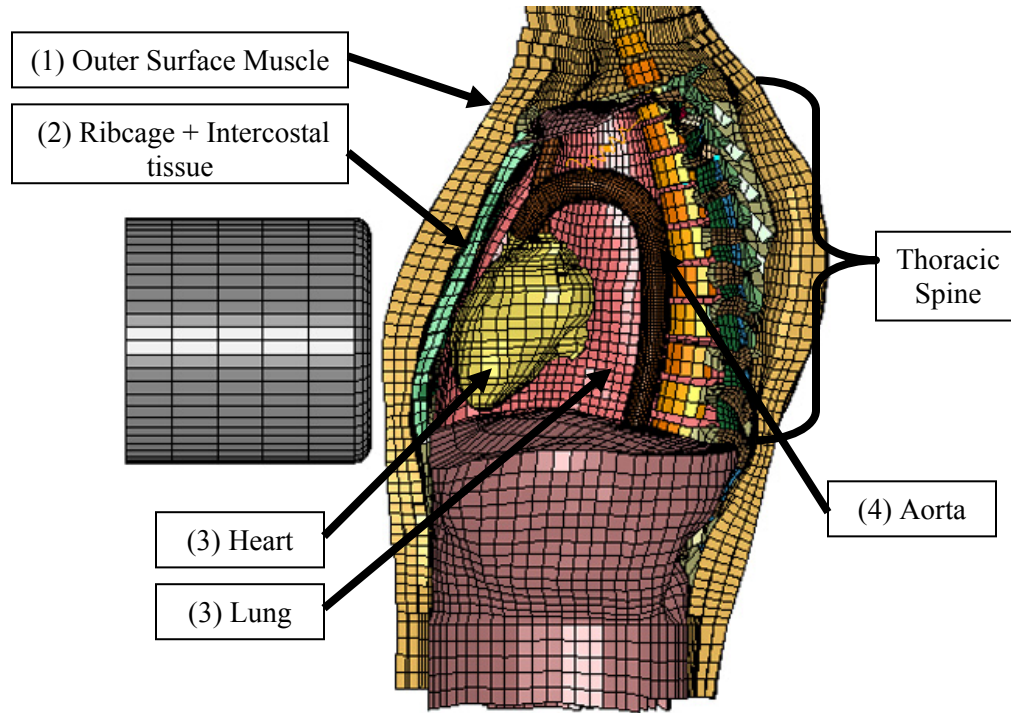 (1) Outer Surface Muscle
(2) Ribcage + Intercostal
tissue
Thoracic
Spine
(4) Aorta
(3) Heart
(3) Lung